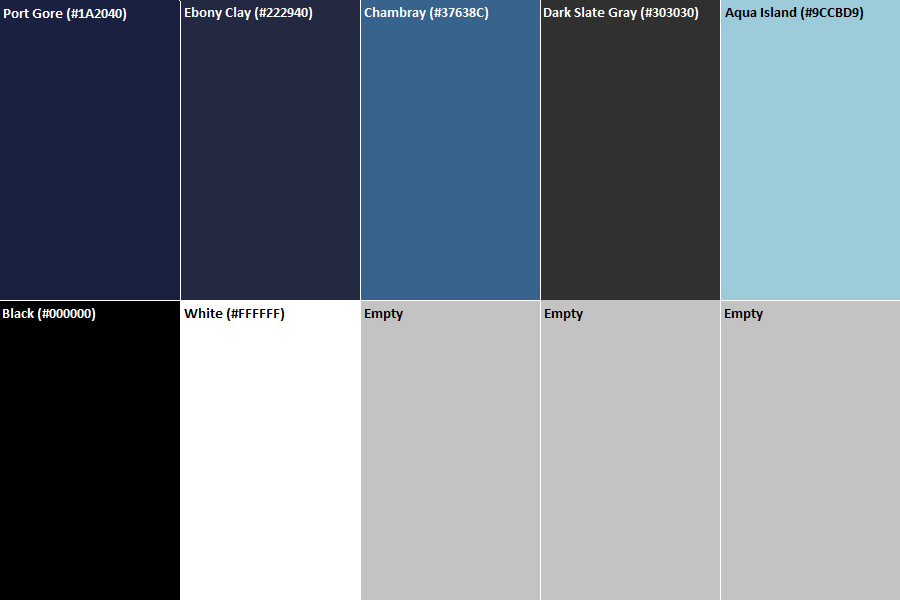 Port Gore (#1A2040)
Ebony Clay (#222940)
Chambray (#37638C)
Dark Slate Gray (#303030)
Aqua Island (#9CCBD9)
Black (#000000)
White (#FFFFFF)
Empty
Empty
Empty